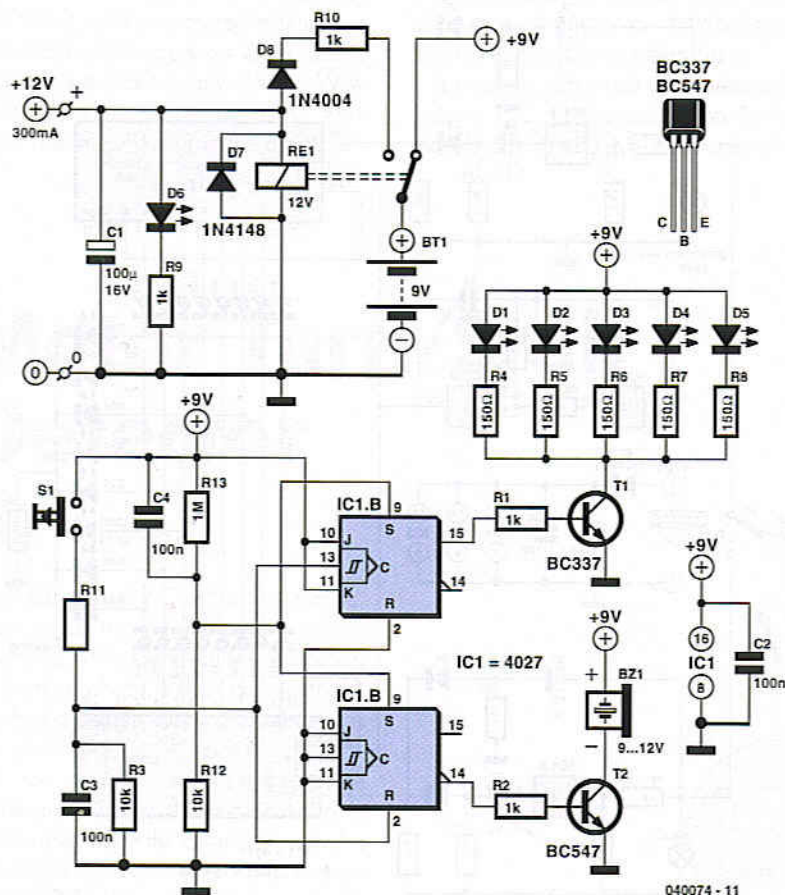 R10
1k
+9V
D8
1N4004
BC337
BC547
+12V
+
300mA
D7
RE1
12V
1N4148
D6
C1
100µ
16V
R9
1k
C
B
E
BT1
9V
0
0
+9V
D1
D2
D3
D4
D5
R4
R5
R6
R7
R8
150Ω
150Ω
150Ω
150Ω
150Ω
+9V
S1
C4
100n
R13
1M
IC1.B
9
S
10
J
13
C
11
K
R
2
15
14
R1
1k
T1
BC337
R11
IC1 = 4027
+9V
16
IC1
8
C2
100n
+9V
+
BZ1
–
9...12V
IC1.B
9
S
10
J
13
C
11
K
R
2
15
14
R2
1k
T2
BC547
C3
100n
R3
10k
R12
10k
040074 - 11